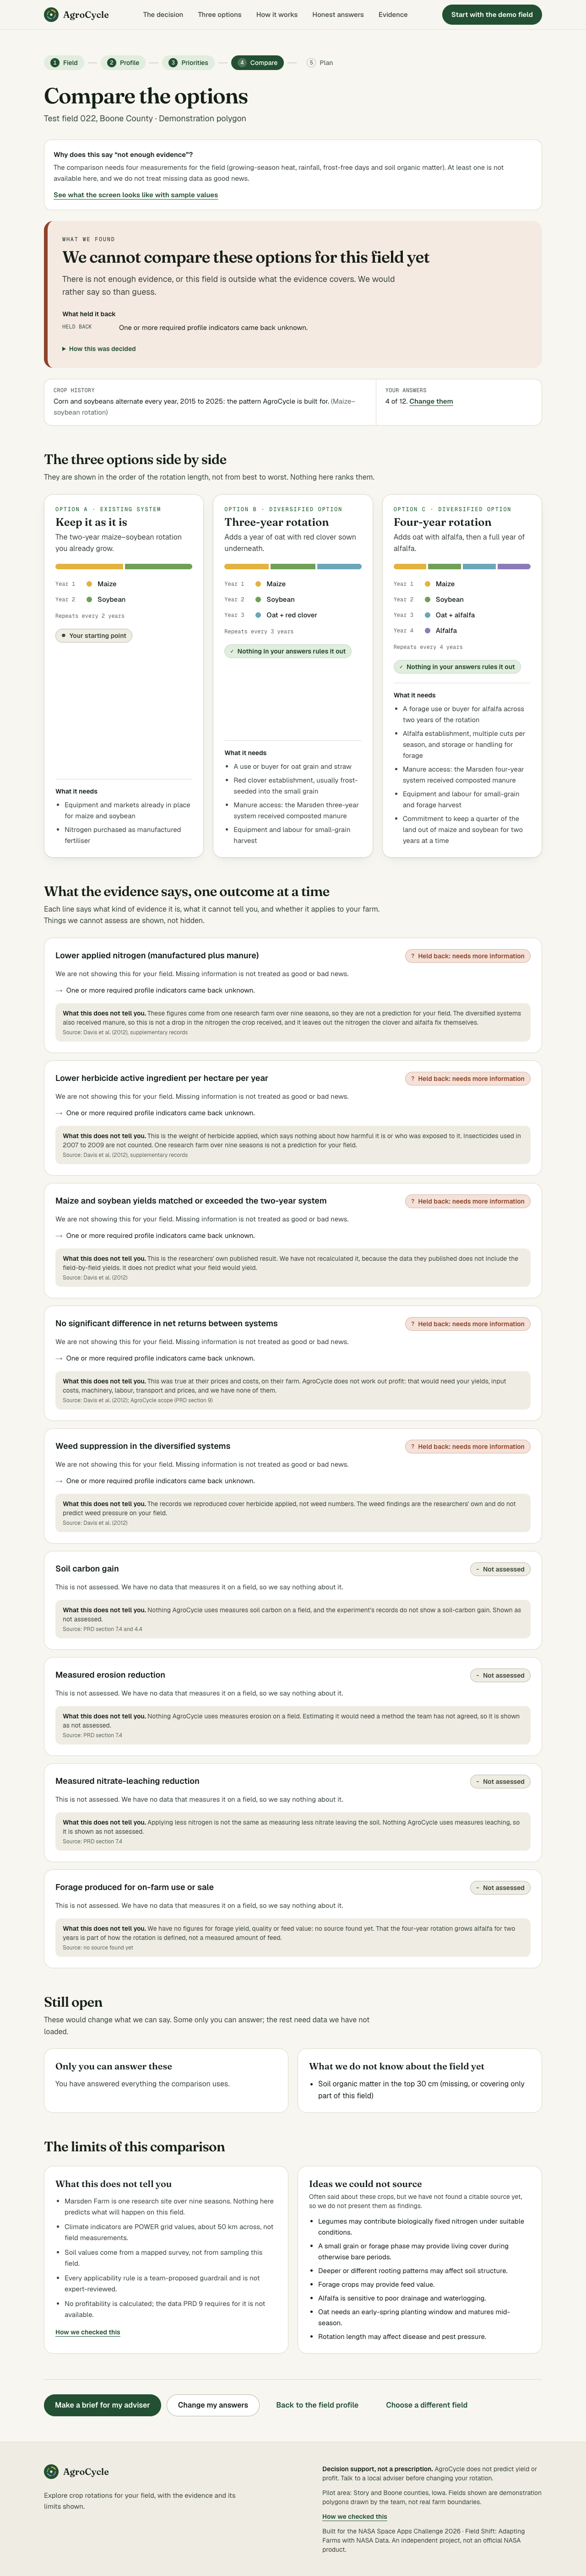 AgroCycle
The decision
Three options
How it works
Honest answers
Evidence
Start with the demo field
1 Field
2 Profile
3 Priorities
4 Compare
5 Plan
Compare the options
Test field 022, Boone County · Demonstration polygon
Why does this say “not enough evidence”?
The comparison needs four measurements for the field (growing-season heat, rainfall, frost-free days and soil organic matter). At least one is not
available here, and we do not treat missing data as good news.
See what the screen looks like with sample values
WHAT WE FOUND
We cannot compare these options for this field yet
There is not enough evidence, or this field is outside what the evidence covers. We would
rather say so than guess.
What held it back
HELD BACK One or more required profile indicators came back unknown.
▶ How this was decided
CROP HISTORY
Corn and soybeans alternate every year, 2015 to 2025: the pattern AgroCycle is built for. (Maize–
soybean rotation)
YOUR ANSWERS
4 of 12. Change them
The three options side by side
They are shown in the order of the rotation length, not from best to worst. Nothing here ranks them.
OPTION A · EXISTING SYSTEM
Keep it as it is
The two-year maize–soybean rotation
you already grow.
Year 1 Maize
Year 2 Soybean
Repeats every 2 years
Your starting point
What it needs
Equipment and markets already in place
for maize and soybean
Nitrogen purchased as manufactured
fertiliser
OPTION B · DIVERSIFIED OPTION
Three-year rotation
Adds a year of oat with red clover sown
underneath.
Year 1 Maize
Year 2 Soybean
Year 3 Oat + red clover
Repeats every 3 years
✓ Nothing in your answers rules it out
What it needs
A use or buyer for oat grain and straw
Red clover establishment, usually frost-
seeded into the small grain
Manure access: the Marsden three-year
system received composted manure
Equipment and labour for small-grain
harvest
OPTION C · DIVERSIFIED OPTION
Four-year rotation
Adds oat with alfalfa, then a full year of
alfalfa.
Year 1 Maize
Year 2 Soybean
Year 3 Oat + alfalfa
Year 4 Alfalfa
Repeats every 4 years
✓ Nothing in your answers rules it out
What it needs
A forage use or buyer for alfalfa across
two years of the rotation
Alfalfa establishment, multiple cuts per
season, and storage or handling for
forage
Manure access: the Marsden four-year
system received composted manure
Equipment and labour for small-grain
and forage harvest
Commitment to keep a quarter of the
land out of maize and soybean for two
years at a time
What the evidence says, one outcome at a time
Each line says what kind of evidence it is, what it cannot tell you, and whether it applies to your farm.
Things we cannot assess are shown, not hidden.
Lower applied nitrogen (manufactured plus manure)
? Held back: needs more information
We are not showing this for your field. Missing information is not treated as good or bad news.
→ One or more required profile indicators came back unknown.
What this does not tell you. These figures come from one research farm over nine seasons, so they are not a prediction for your field. The diversified systems
also received manure, so this is not a drop in the nitrogen the crop received, and it leaves out the nitrogen the clover and alfalfa fix themselves.
Source: Davis et al. (2012), supplementary records
Lower herbicide active ingredient per hectare per year
? Held back: needs more information
We are not showing this for your field. Missing information is not treated as good or bad news.
→ One or more required profile indicators came back unknown.
What this does not tell you. This is the weight of herbicide applied, which says nothing about how harmful it is or who was exposed to it. Insecticides used in
2007 to 2009 are not counted. One research farm over nine seasons is not a prediction for your field.
Source: Davis et al. (2012), supplementary records
Maize and soybean yields matched or exceeded the two-year system
? Held back: needs more information
We are not showing this for your field. Missing information is not treated as good or bad news.
→ One or more required profile indicators came back unknown.
What this does not tell you. This is the researchers' own published result. We have not recalculated it, because the data they published does not include the
field-by-field yields. It does not predict what your field would yield.
Source: Davis et al. (2012)
No significant difference in net returns between systems
? Held back: needs more information
We are not showing this for your field. Missing information is not treated as good or bad news.
→ One or more required profile indicators came back unknown.
What this does not tell you. This was true at their prices and costs, on their farm. AgroCycle does not work out profit: that would need your yields, input
costs, machinery, labour, transport and prices, and we have none of them.
Source: Davis et al. (2012); AgroCycle scope (PRD section 9)
Weed suppression in the diversified systems
? Held back: needs more information
We are not showing this for your field. Missing information is not treated as good or bad news.
→ One or more required profile indicators came back unknown.
What this does not tell you. The records we reproduced cover herbicide applied, not weed numbers. The weed findings are the researchers' own and do not
predict weed pressure on your field.
Source: Davis et al. (2012)
Soil carbon gain
– Not assessed
This is not assessed. We have no data that measures it on a field, so we say nothing about it.
What this does not tell you. Nothing AgroCycle uses measures soil carbon on a field, and the experiment's records do not show a soil-carbon gain. Shown as
not assessed.
Source: PRD section 7.4 and 4.4
Measured erosion reduction
– Not assessed
This is not assessed. We have no data that measures it on a field, so we say nothing about it.
What this does not tell you. Nothing AgroCycle uses measures erosion on a field. Estimating it would need a method the team has not agreed, so it is shown
as not assessed.
Source: PRD section 7.4
Measured nitrate-leaching reduction
– Not assessed
This is not assessed. We have no data that measures it on a field, so we say nothing about it.
What this does not tell you. Applying less nitrogen is not the same as measuring less nitrate leaving the soil. Nothing AgroCycle uses measures leaching, so
it is shown as not assessed.
Source: PRD section 7.4
Forage produced for on-farm use or sale
– Not assessed
This is not assessed. We have no data that measures it on a field, so we say nothing about it.
What this does not tell you. We have no figures for forage yield, quality or feed value: no source found yet. That the four-year rotation grows alfalfa for two
years is part of how the rotation is defined, not a measured amount of feed.
Source: no source found yet
Still open
These would change what we can say. Some only you can answer; the rest need data we have not
loaded.
Only you can answer these
You have answered everything the comparison uses.
What we do not know about the field yet
Soil organic matter in the top 30 cm (missing, or covering only
part of this field)
The limits of this comparison
What this does not tell you
Marsden Farm is one research site over nine seasons. Nothing here
predicts what will happen on this field.
Climate indicators are POWER grid values, about 50 km across, not
field measurements.
Soil values come from a mapped survey, not from sampling this
field.
Every applicability rule is a team-proposed guardrail and is not
expert-reviewed.
No profitability is calculated; the data PRD 9 requires for it is not
available.
How we checked this
Ideas we could not source
Often said about these crops, but we have not found a citable source yet,
so we do not present them as findings.
Legumes may contribute biologically fixed nitrogen under suitable
conditions.
A small grain or forage phase may provide living cover during
otherwise bare periods.
Deeper or different rooting patterns may affect soil structure.
Forage crops may provide feed value.
Alfalfa is sensitive to poor drainage and waterlogging.
Oat needs an early-spring planting window and matures mid-
season.
Rotation length may affect disease and pest pressure.
Make a brief for my adviser
Change my answers
Back to the field profile
Choose a different field
AgroCycle
Explore crop rotations for your field, with the evidence and its
limits shown.
Decision support, not a prescription. AgroCycle does not predict yield or
profit. Talk to a local adviser before changing your rotation.
Pilot area: Story and Boone counties, Iowa. Fields shown are demonstration
polygons drawn by the team, not real farm boundaries.
How we checked this
Built for the NASA Space Apps Challenge 2026 · Field Shift: Adapting
Farms with NASA Data. An independent project, not an official NASA
product.